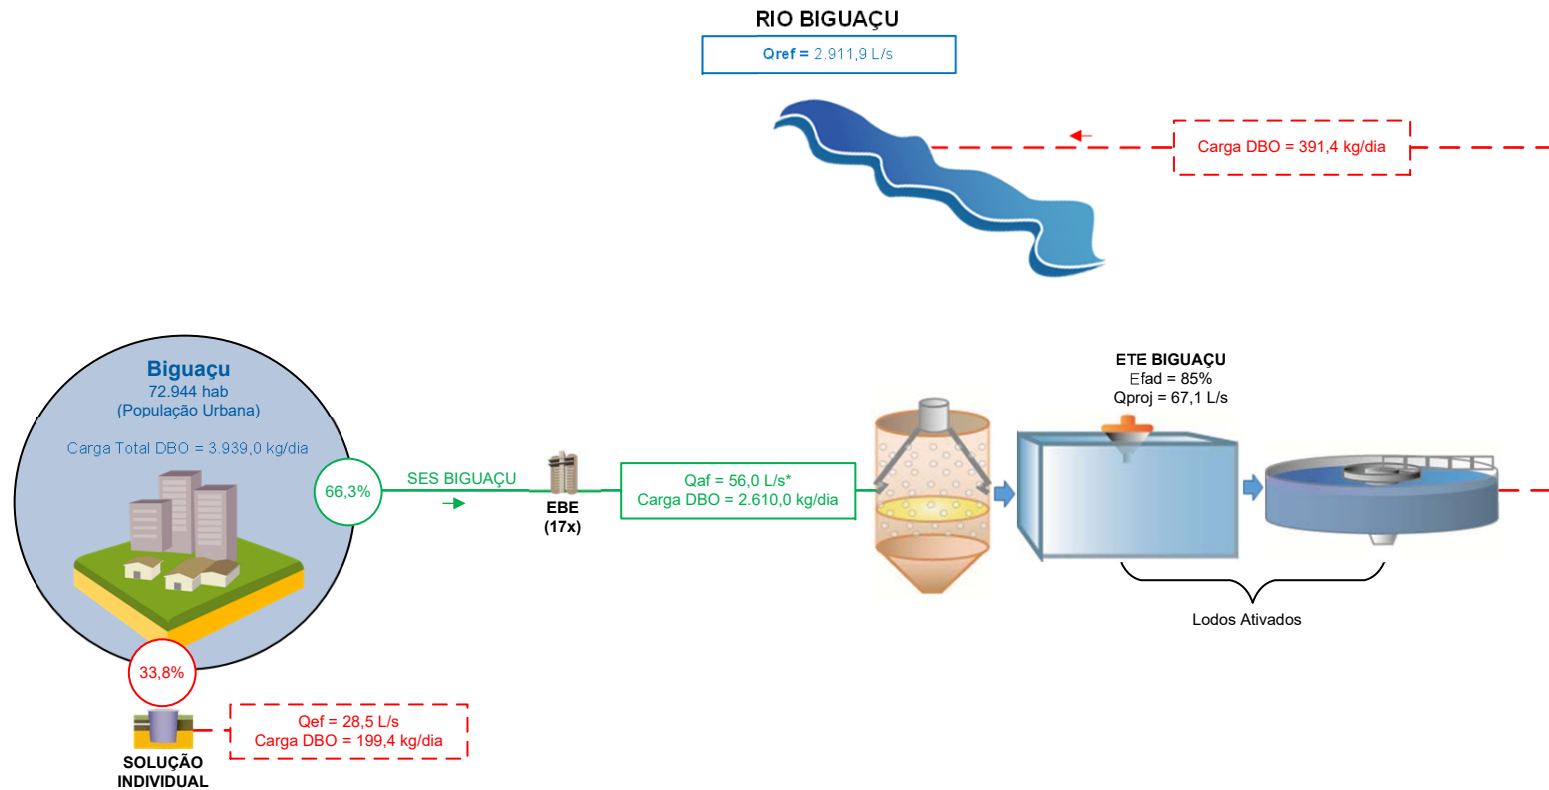 RIO BIGUAÇU
Qref = 2.911,9 L/s
Carga DBO = 391,4 kg/dia
Biguaçu
72.944 hab
(População Urbana)
Carga Total DBO = 3.939,0 kg/dia
66,3%
SES BIGUAÇU
EBE
(17x)
Qaf = 56,0 L/s*
Carga DBO = 2.610,0 kg/dia
ETE BIGUAÇU
Efad = 85%
Qproj = 67,1 L/s
Lodos Ativados
33,8%
Qef = 28,5 L/s
Carga DBO = 199,4 kg/dia
SOLUÇÃO
INDIVIDUAL